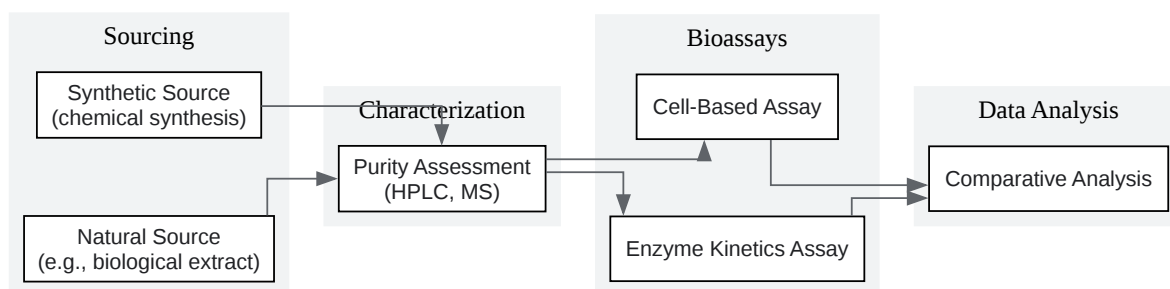 Sourcing
Synthetic Source
(chemical synthesis)
Natural Source
(e.g., biological extract)
Characterization
Purity Assessment
(HPLC, MS)
Bioassays
Cell-Based Assay
Enzyme Kinetics Assay
Data Analysis
Comparative Analysis